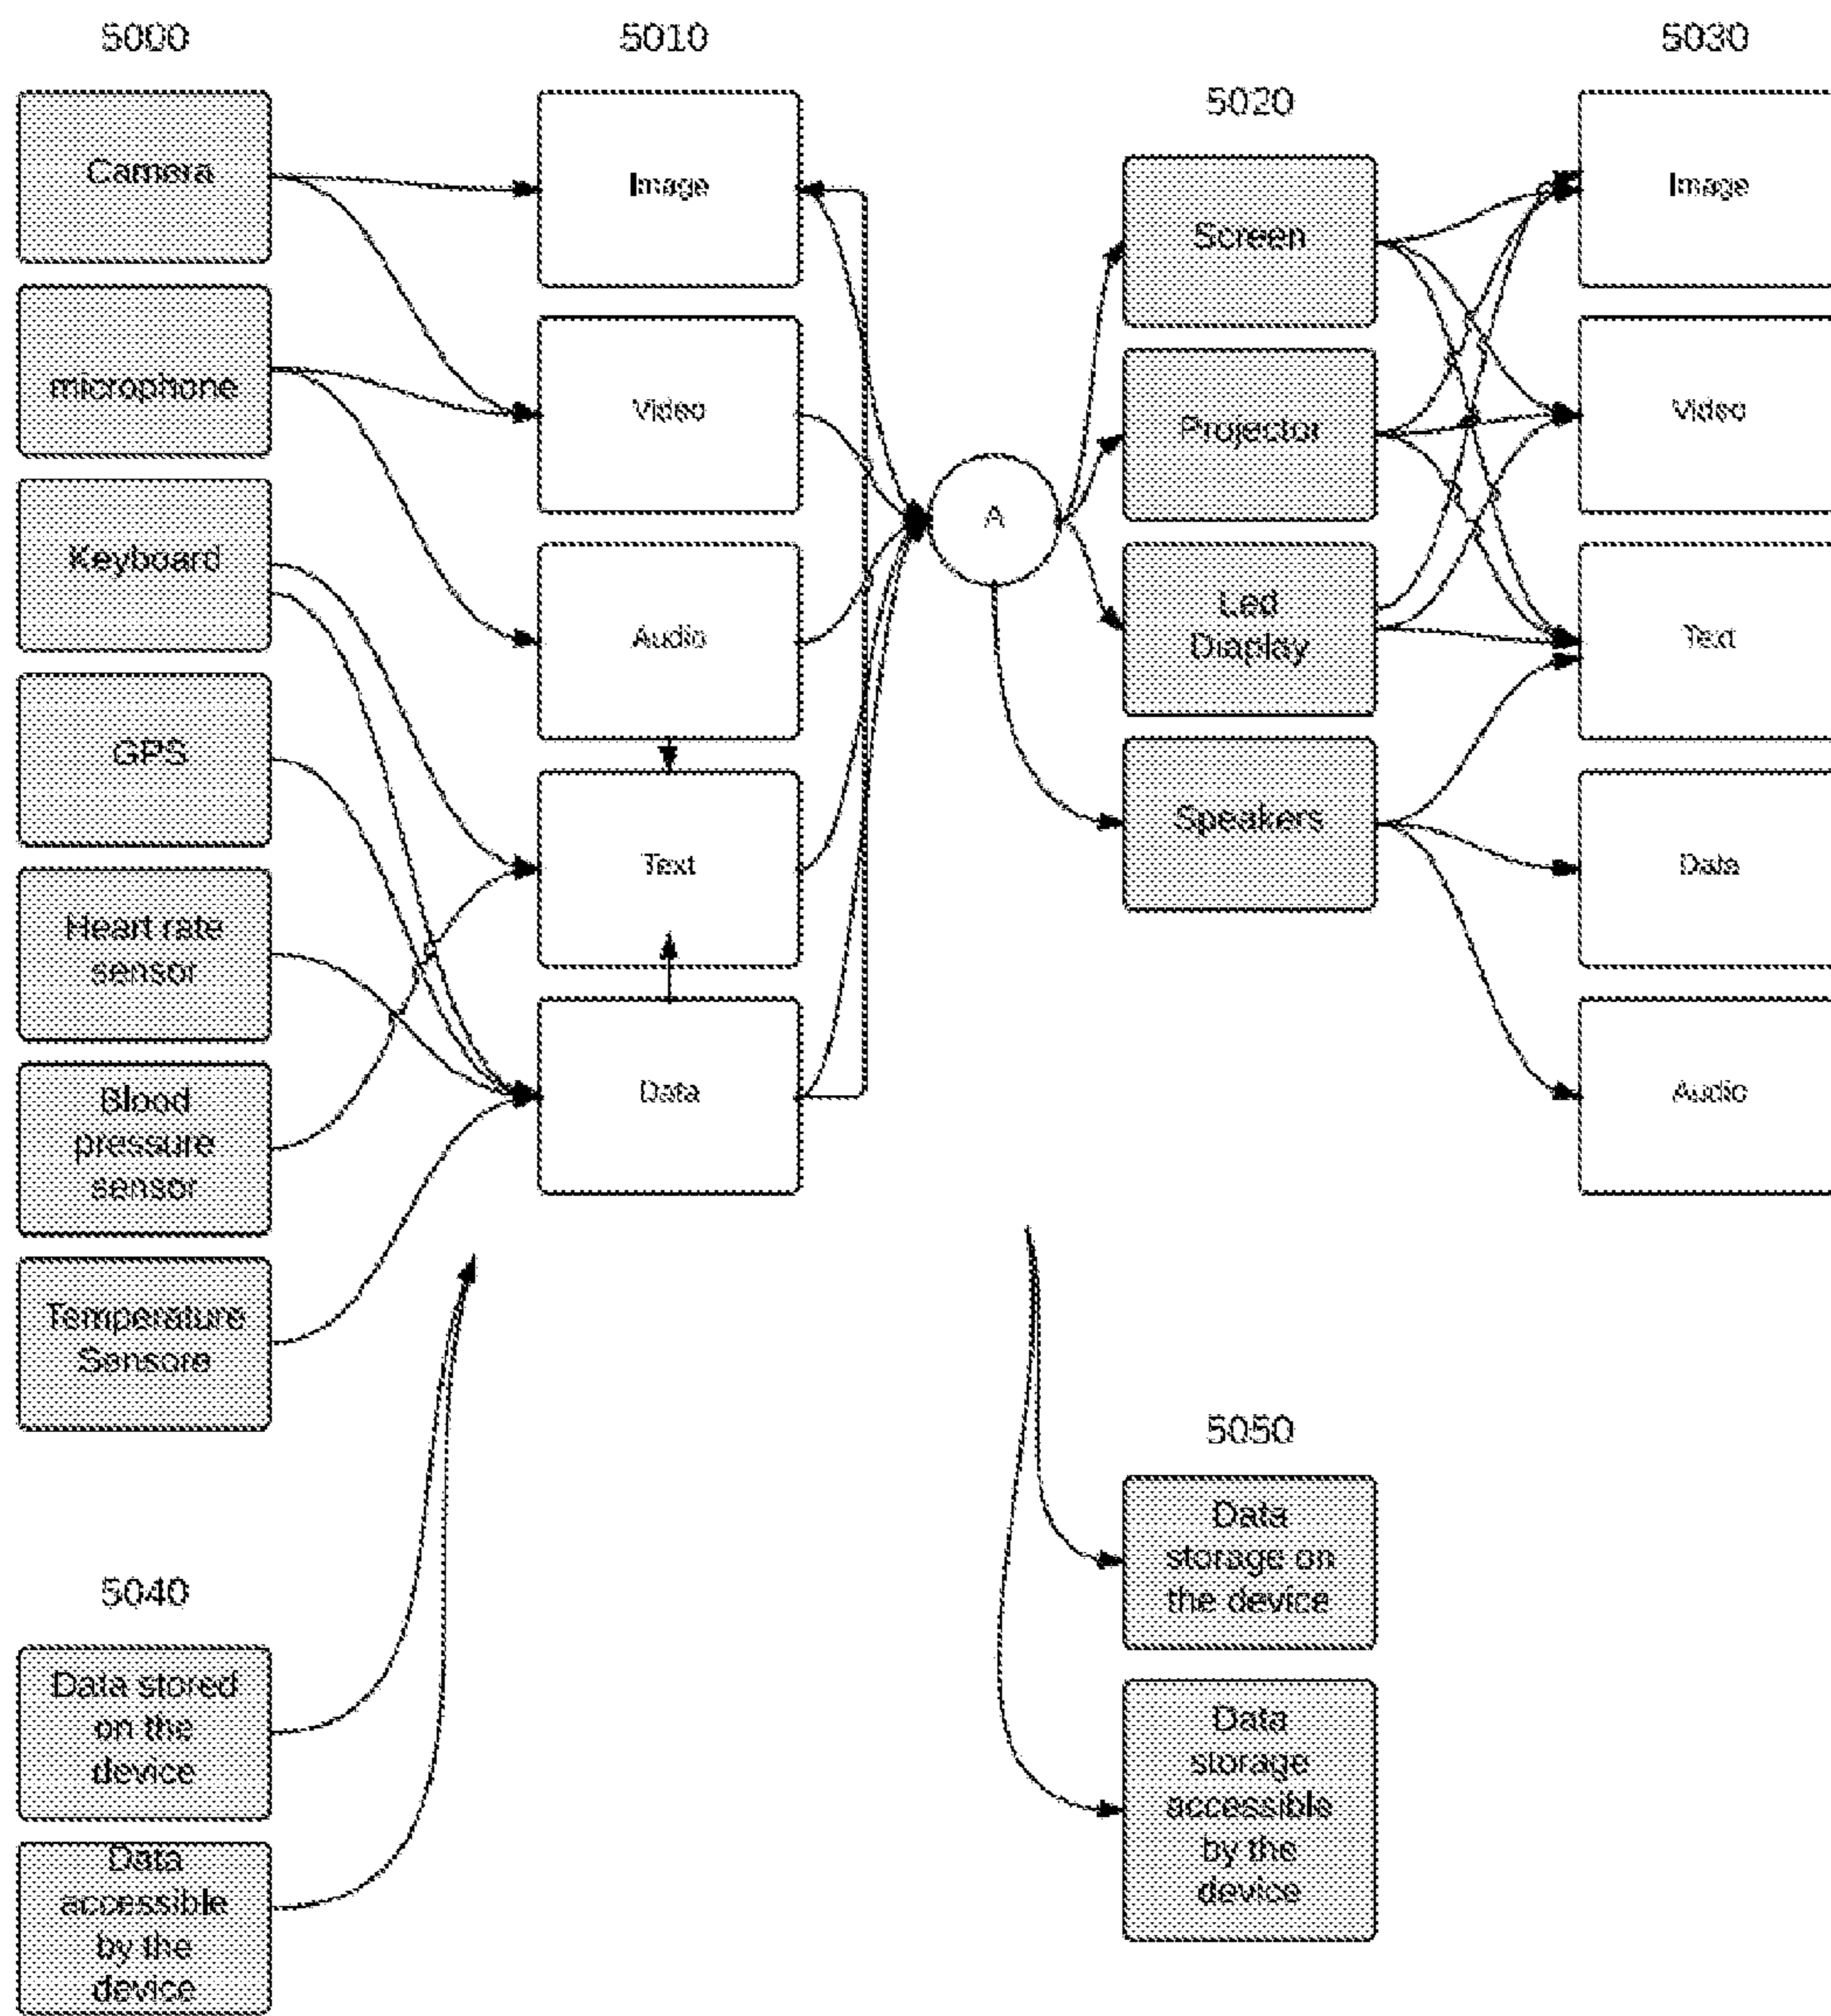 5000
Camera
microphone
Keyboard
GPS
Heart rate
sensor
Blood
pressure
sensor
Temperature
Sensore
5010
Image
Video
Audio
Text
Data
A
5020
Screen
Projector
Led
Diaplay
Speakers
5030
Image
Video
Text
Data
Audio
5040
Data stored
on the
device
Data
accessible
by the
device
5050
Data
storage on
the device
Data
storage
accessible
by the
device